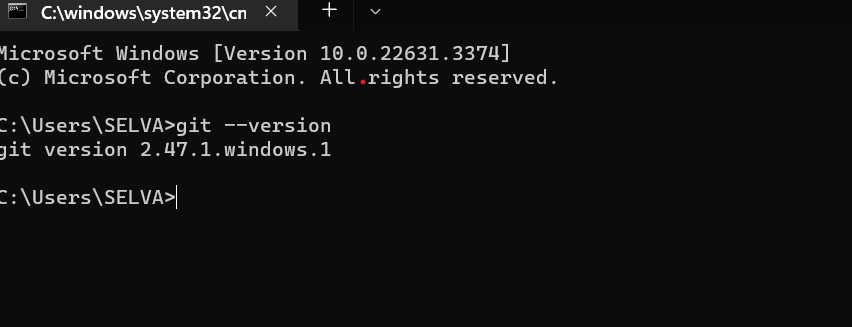 C:\windows\system32\cn
Microsoft Windows [Version 10.0.22631.3374]
(c) Microsoft Corporation. All rights reserved.
C:\Users\SELVA>git --version
git version 2.47.1.windows.1
C:\Users\SELVA>